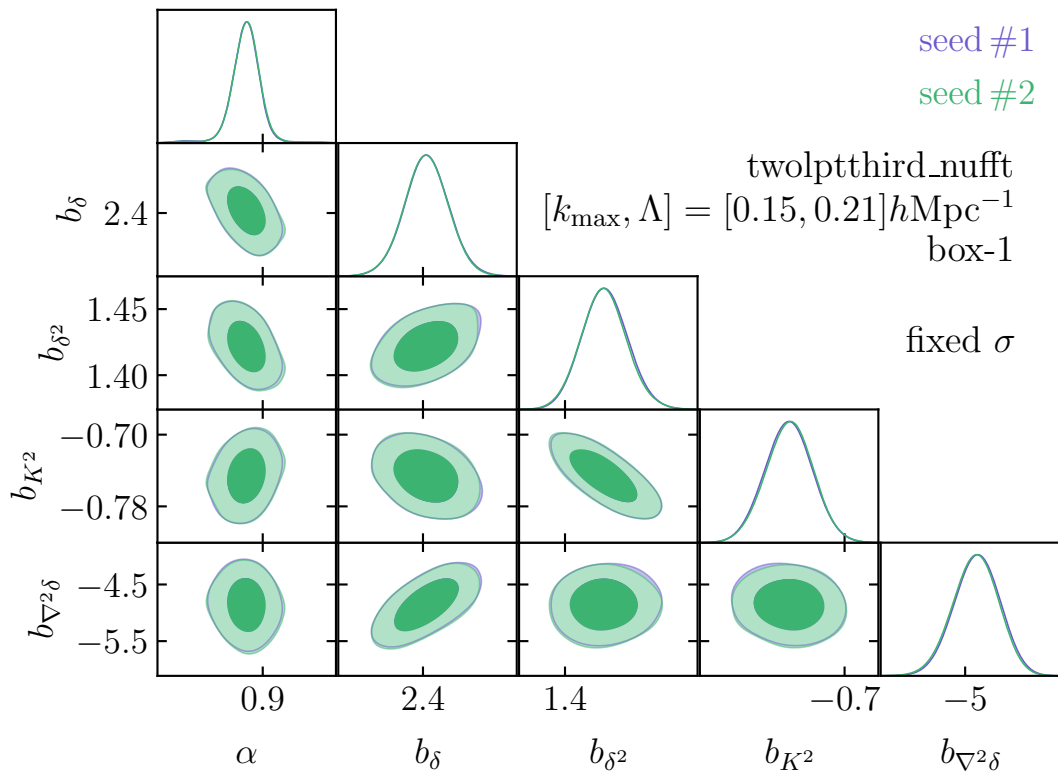 seed #1
seed #2
twolptthird_nufft
[k_max, Λ] = [0.15, 0.21]hMpc⁻¹
box-1
fixed σ
b_δ
2.4
b_δ²
1.45
1.40
b_K²
−0.70
−0.78
b_∇²δ
−4.5
−5.5
0.9
2.4
1.4
−0.7
−5
α
b_δ
b_δ²
b_K²
b_∇²δ